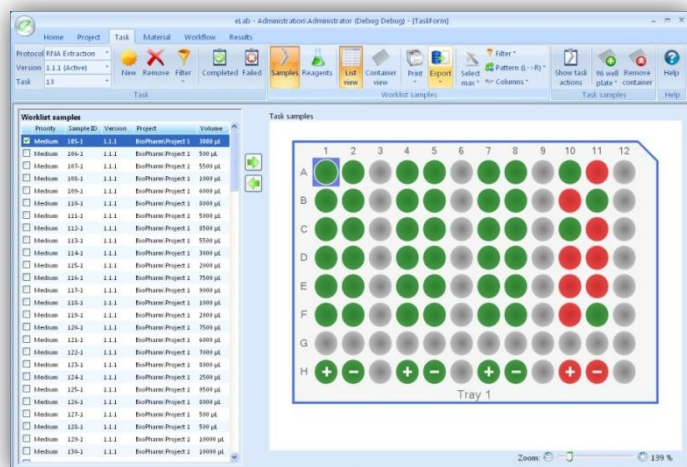 eLab - Administration\Administrator (Debug Debug) - [TaskForm]
Home Project Task Material Workflow Results
Protocol RNA Extraction
Version 1.1.1 (Active)
Task 13
New Remove Filter Completed Failed Samples Reagents List view Container view Print Export Select max Filter Pattern (L-->R) Columns Show task actions 96 well plate Remove container Help
Task Worklist samples Task samples Help
Worklist samples
Priority Sample ID Version Project Volume
Medium 105-1 1.1.1 BioPharm\Project 1 3000 µL
Medium 106-1 1.1.1 BioPharm\Project 1 500 µL
Medium 107-1 1.1.1 BioPharm\Project 1 5500 µL
Medium 108-1 1.1.1 BioPharm\Project 1 1000 µL
Medium 109-1 1.1.1 BioPharm\Project 1 6000 µL
Medium 110-1 1.1.1 BioPharm\Project 1 8000 µL
Medium 111-1 1.1.1 BioPharm\Project 1 5000 µL
Medium 112-1 1.1.1 BioPharm\Project 1 8500 µL
Medium 113-1 1.1.1 BioPharm\Project 1 5500 µL
Medium 114-1 1.1.1 BioPharm\Project 1 3000 µL
Medium 115-1 1.1.1 BioPharm\Project 1 2000 µL
Medium 116-1 1.1.1 BioPharm\Project 1 7500 µL
Medium 117-1 1.1.1 BioPharm\Project 1 9000 µL
Medium 118-1 1.1.1 BioPharm\Project 1 1000 µL
Medium 119-1 1.1.1 BioPharm\Project 1 2000 µL
Medium 120-1 1.1.1 BioPharm\Project 1 7500 µL
Medium 121-1 1.1.1 BioPharm\Project 1 6000 µL
Medium 122-1 1.1.1 BioPharm\Project 1 7000 µL
Medium 123-1 1.1.1 BioPharm\Project 1 8000 µL
Medium 124-1 1.1.1 BioPharm\Project 1 2500 µL
Medium 125-1 1.1.1 BioPharm\Project 1 9500 µL
Medium 126-1 1.1.1 BioPharm\Project 1 8000 µL
Medium 127-1 1.1.1 BioPharm\Project 1 500 µL
Medium 128-1 1.1.1 BioPharm\Project 1 500 µL
Medium 129-1 1.1.1 BioPharm\Project 1 10000 µL
Medium 130-1 1.1.1 BioPharm\Project 1 10000 µL
Task samples
1 2 3 4 5 6 7 8 9 10 11 12
A
B
C
D
E
F
G
H + - + - + - + -
Tray 1
Zoom: 139 %